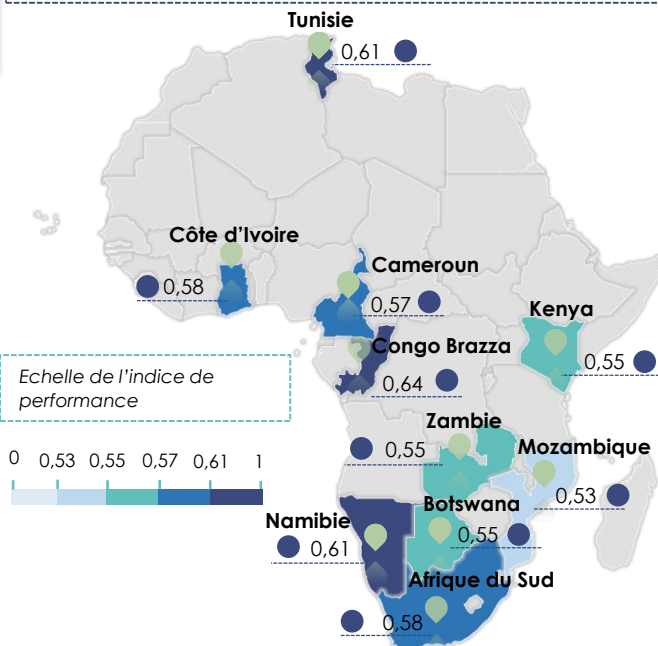 Tunisie
0,61
Côte d'Ivoire
0,58
Cameroun
0,57
Kenya
0,55
Congo Brazza
0,64
Echelle de l'indice de
performance
0 0,53 0,55 0,57 0,61 1
Zambie
0,55
Mozambique
0,53
Namibie
0,61
Botswana
0,55
Afrique du Sud
0,58